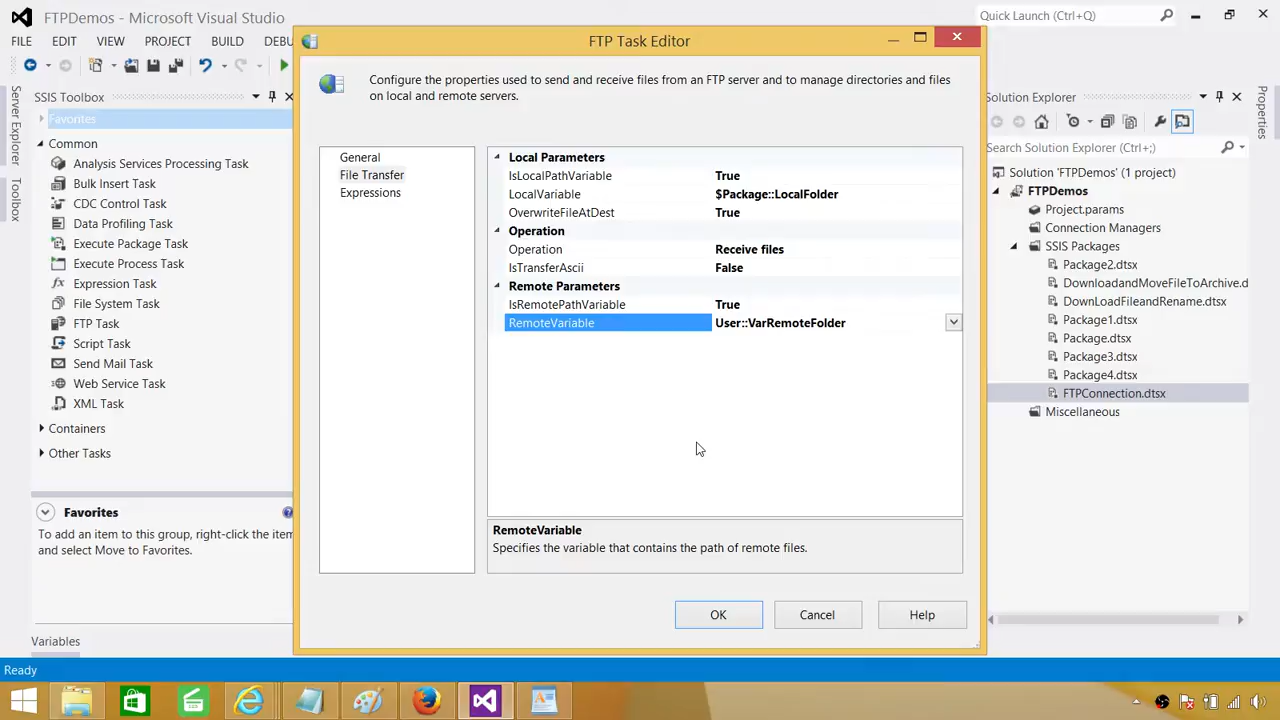 FTPDemos - Microsoft Visual Studio
Quick Launch (Ctrl+Q)
FILE EDIT VIEW PROJECT BUILD DEBU
SSIS Toolbox
Favorites
Common
Analysis Services Processing Task
Bulk Insert Task
CDC Control Task
Data Profiling Task
Execute Package Task
Execute Process Task
Expression Task
File System Task
FTP Task
Script Task
Send Mail Task
Web Service Task
XML Task
Containers
Other Tasks
Favorites
To add an item to this group, right-click the item
and select Move to Favorites.
Variables
Ready
Server Explorer
Toolbox
FTP Task Editor
Configure the properties used to send and receive files from an FTP server and to manage directories and files
on local and remote servers.
General
File Transfer
Expressions
Local Parameters
IsLocalPathVariable True
LocalVariable $Package::LocalFolder
OverwriteFileAtDest True
Operation
Operation Receive files
IsTransferAscii False
Remote Parameters
IsRemotePathVariable True
RemoteVariable User::VarRemoteFolder
RemoteVariable
Specifies the variable that contains the path of remote files.
OK Cancel Help
Solution Explorer
Search Solution Explorer (Ctrl+;)
Solution 'FTPDemos' (1 project)
FTPDemos
Project.params
Connection Managers
SSIS Packages
Package2.dtsx
DownloadandMoveFileToArchive.d
DownLoadFileandRename.dtsx
Package1.dtsx
Package.dtsx
Package3.dtsx
Package4.dtsx
FTPConnection.dtsx
Miscellaneous
Properties